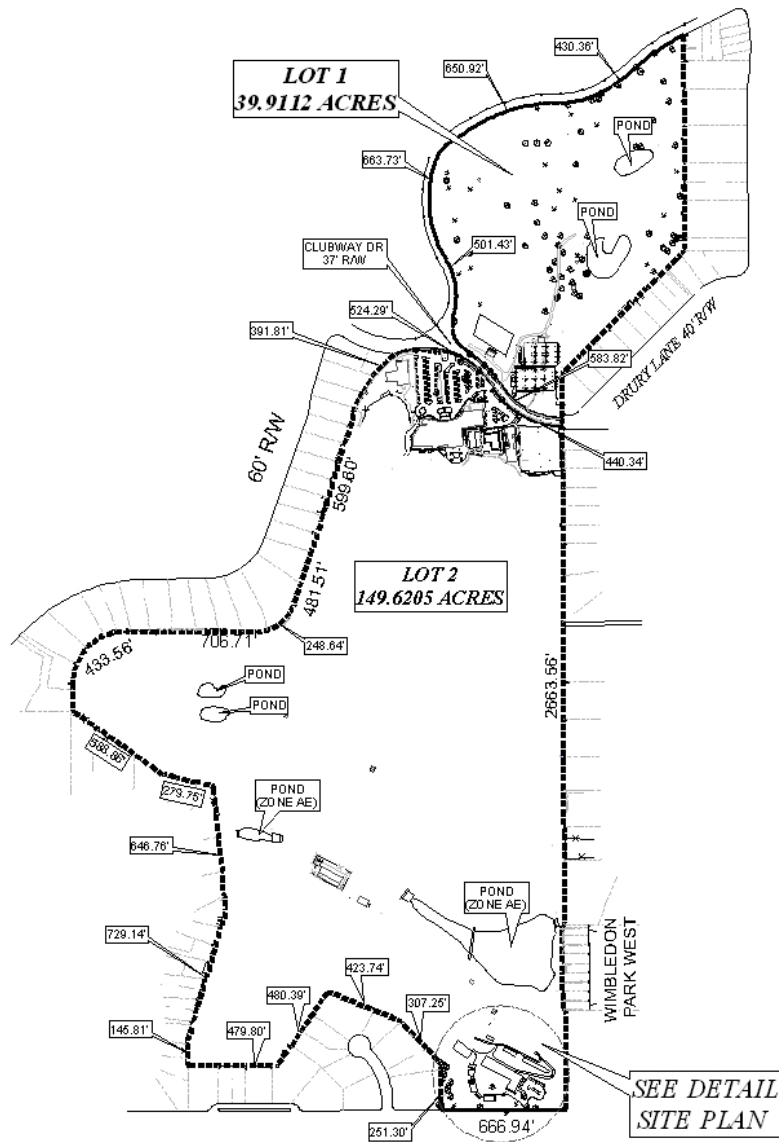 430.36'
650.92'
LOT 1
39.9112 ACRES
POND
663.73'
POND
501.43'
CLUBWAY DR
37' R/W
524.29'
391.81'
583.82'
DRURY LANE 40' R/W
60' R/W
440.34'
599.60'
LOT 2
149.6205 ACRES
481.51'
706.71'
248.64'
433.56'
POND
POND
2663.56'
588.86'
279.75'
POND
(ZONE AE)
646.76'
POND
(ZONE AE)
WIMBLEDON
PARK WEST
729.14'
423.74'
480.39'
307.25'
145.81'
479.80'
SEE DETAIL
SITE PLAN
666.94'
251.30'